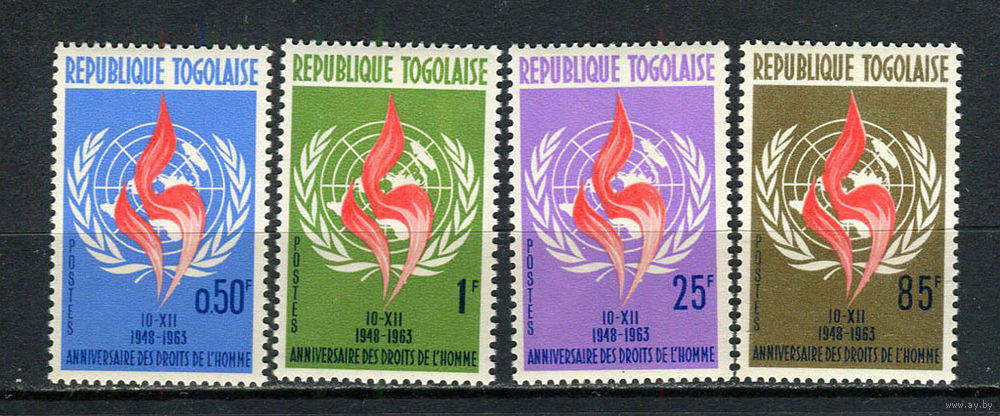 REPUBLIQUE TOGOLAISE
POSTES
0.50F
10-XII
1948-1963
ANNIVERSAIRE DES DROITS DE L'HOMME
REPUBLIQUE TOGOLAISE
POSTES
1F
10-XII
1948-1963
ANNIVERSAIRE DES DROITS DE L'HOMME
REPUBLIQUE TOGOLAISE
POSTES
25F
10-XII
1948-1963
ANNIVERSAIRE DES DROITS DE L'HOMME
REPUBLIQUE TOGOLAISE
POSTES
85F
10-XII
1948-1963
ANNIVERSAIRE DES DROITS DE L'HOMME
www.ay.by